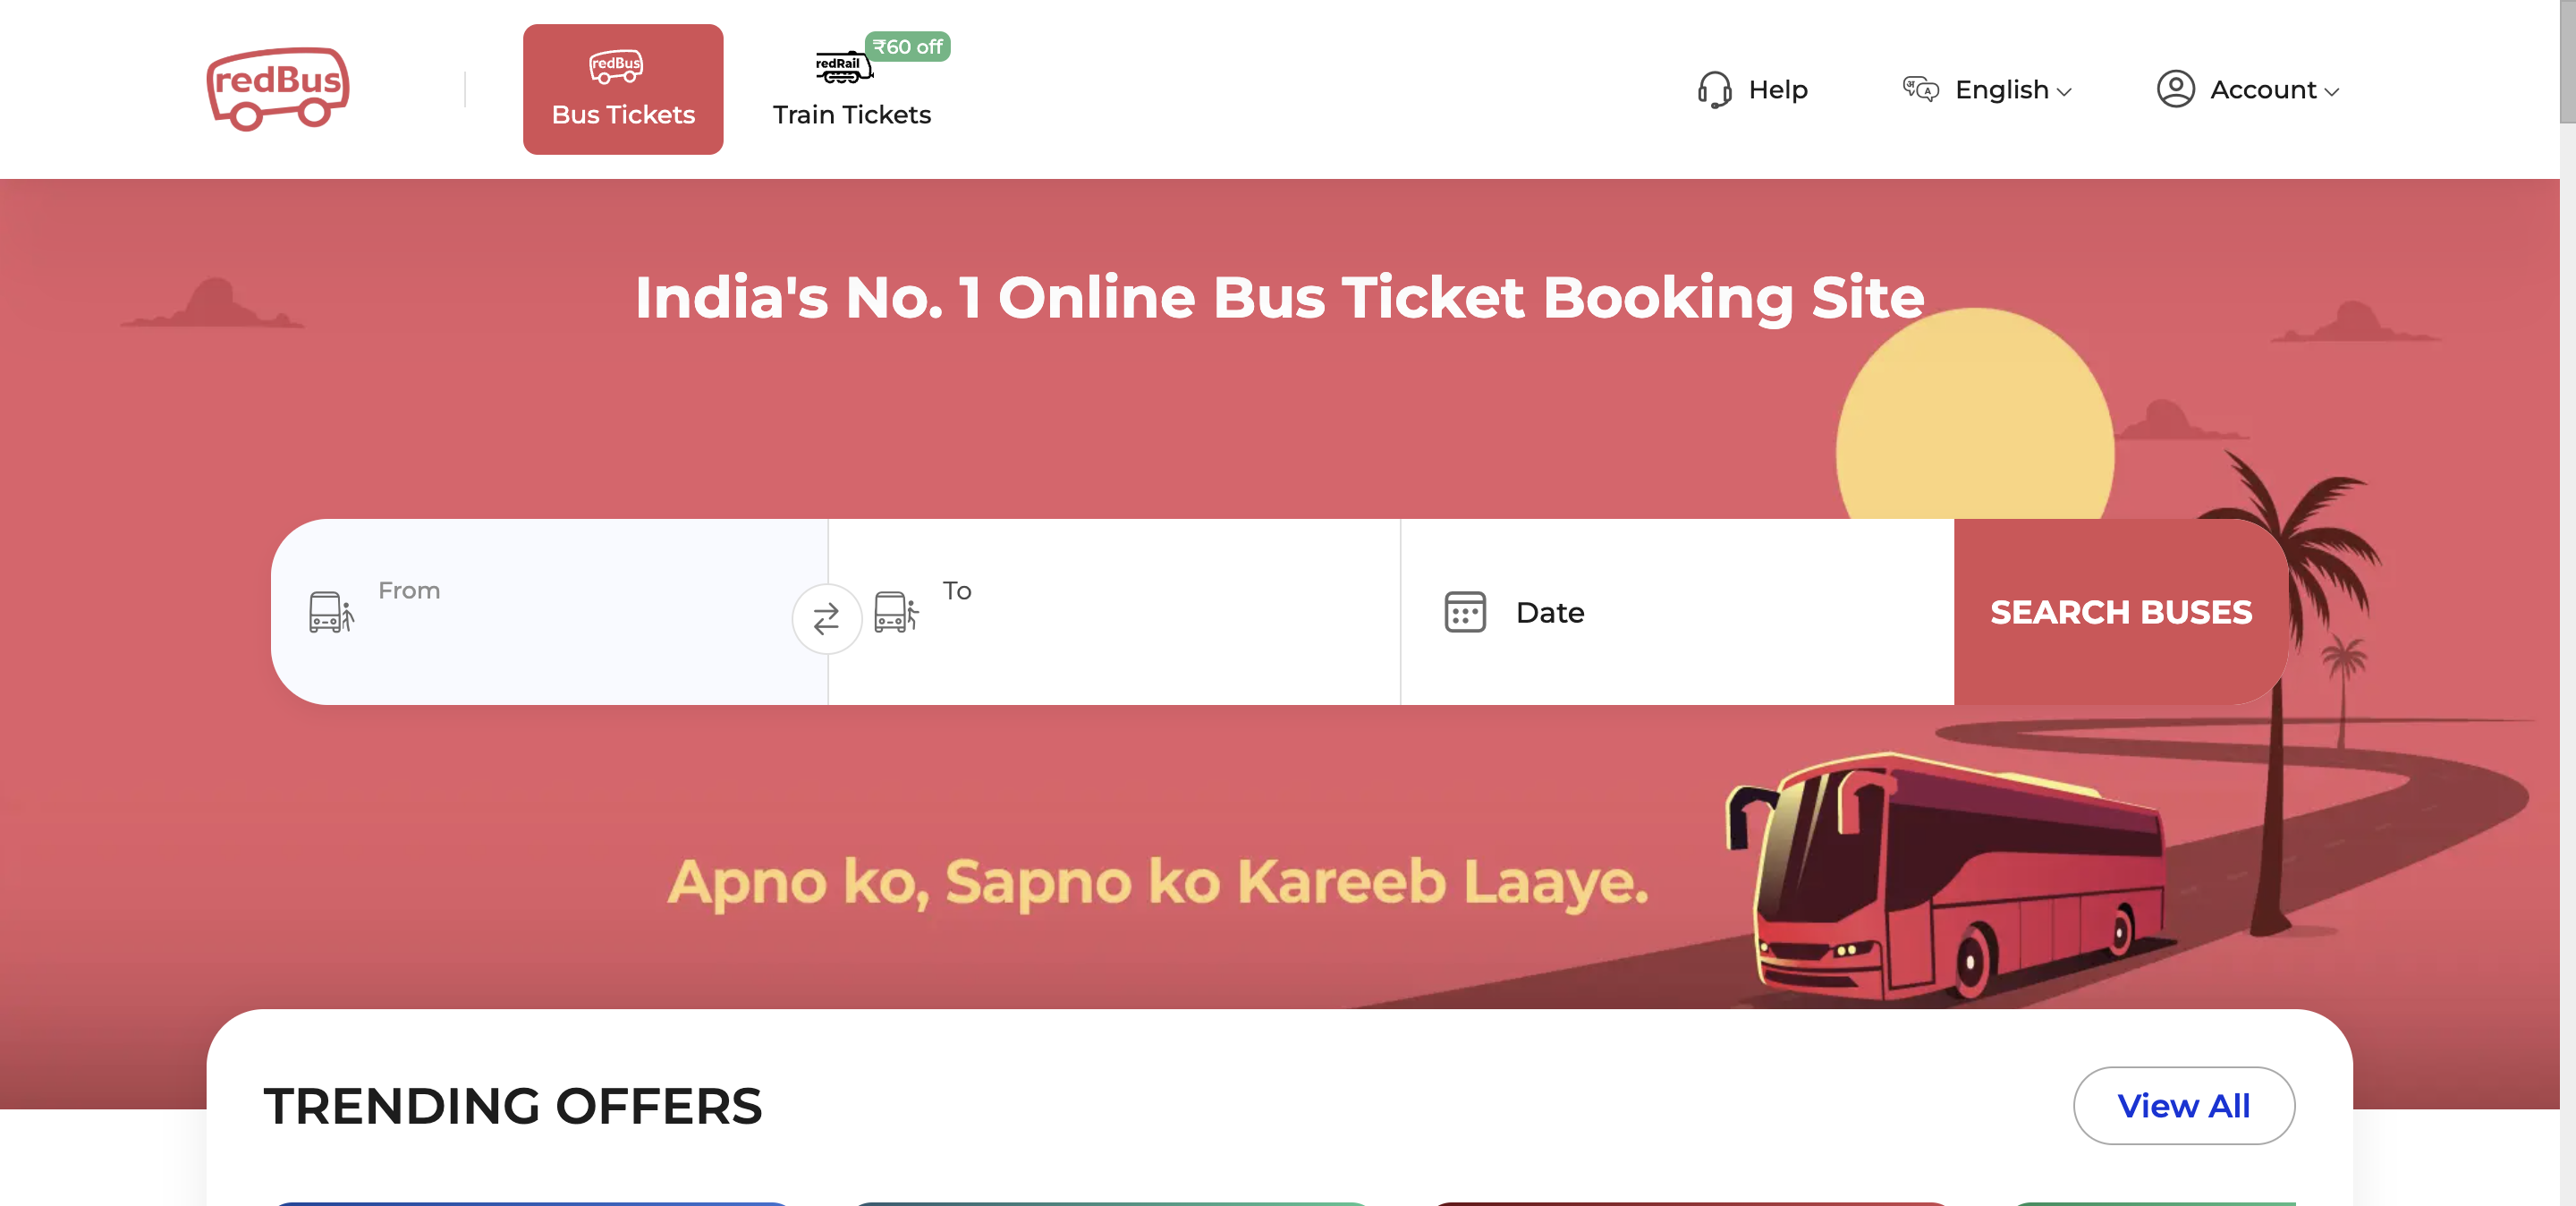 redBus
redBus
Bus Tickets
redRail
₹60 off
Train Tickets
अ A
Help
English
Account
India's No. 1 Online Bus Ticket Booking Site
From
To
Date
SEARCH BUSES
Apno ko, Sapno ko Kareeb Laaye.
TRENDING OFFERS
View All